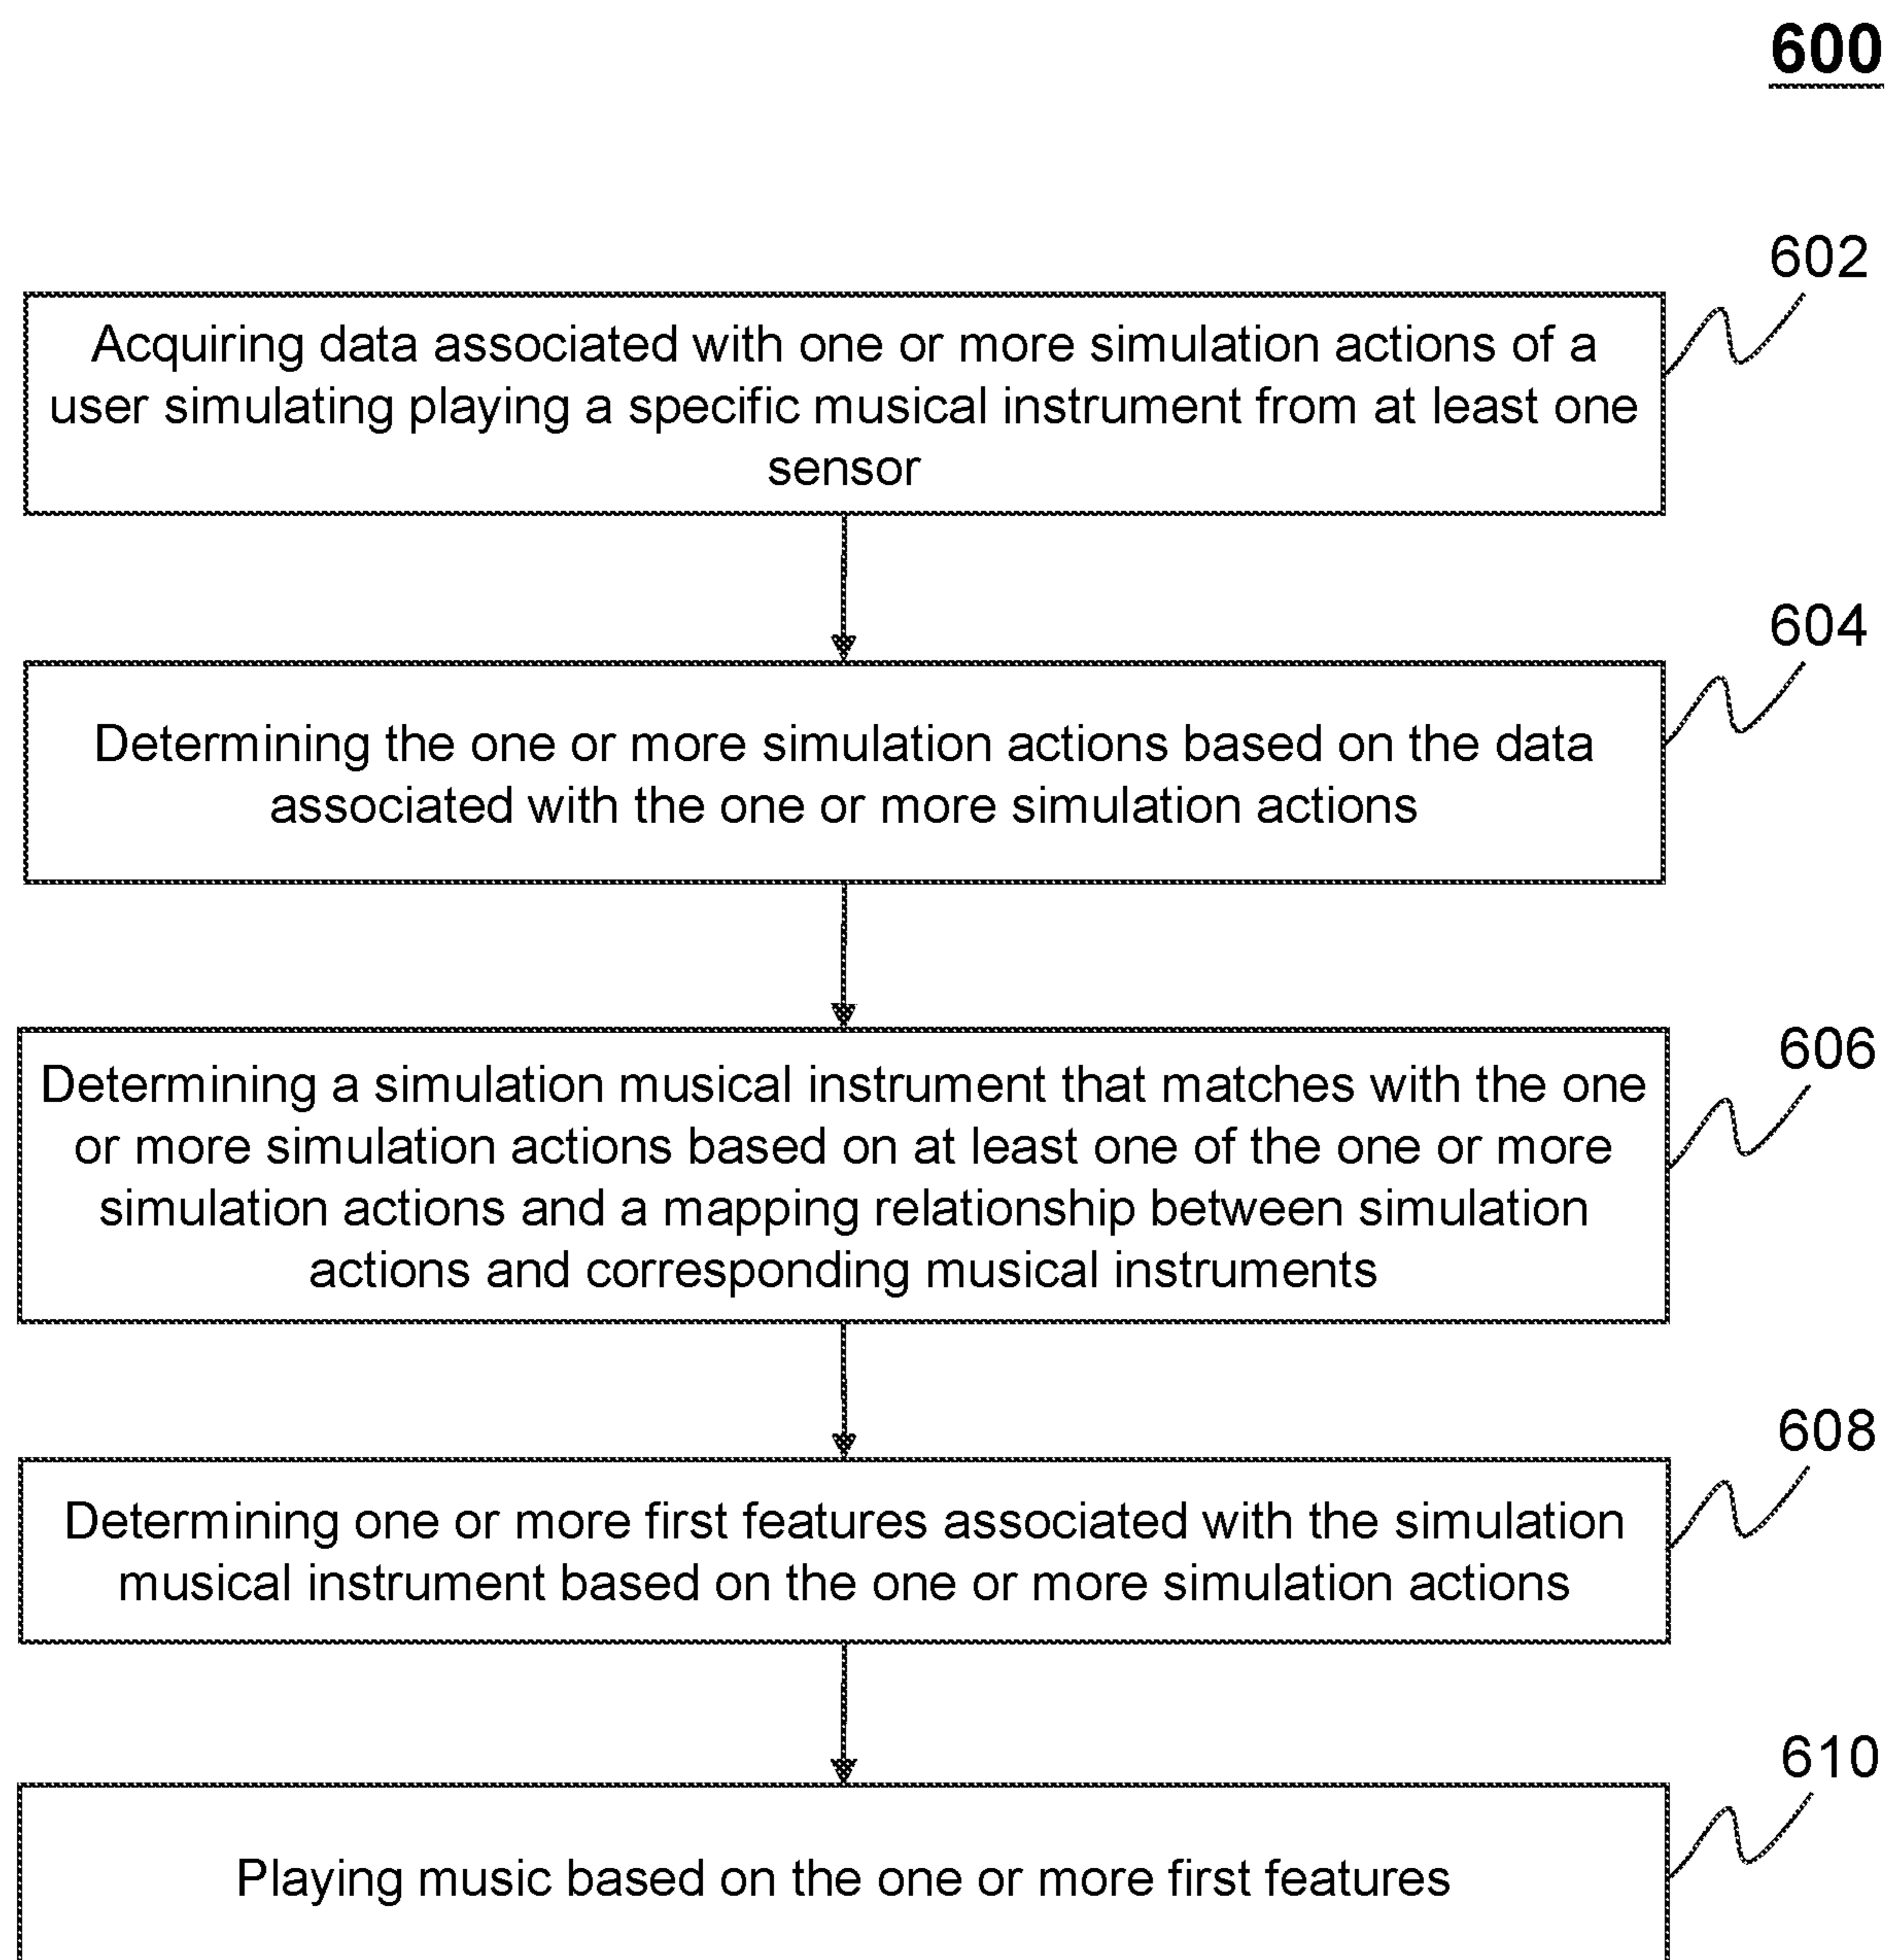 600
602
Acquiring data associated with one or more simulation actions of a
user simulating playing a specific musical instrument from at least one
sensor
604
Determining the one or more simulation actions based on the data
associated with the one or more simulation actions
606
Determining a simulation musical instrument that matches with the one
or more simulation actions based on at least one of the one or more
simulation actions and a mapping relationship between simulation
actions and corresponding musical instruments
608
Determining one or more first features associated with the simulation
musical instrument based on the one or more simulation actions
610
Playing music based on the one or more first features